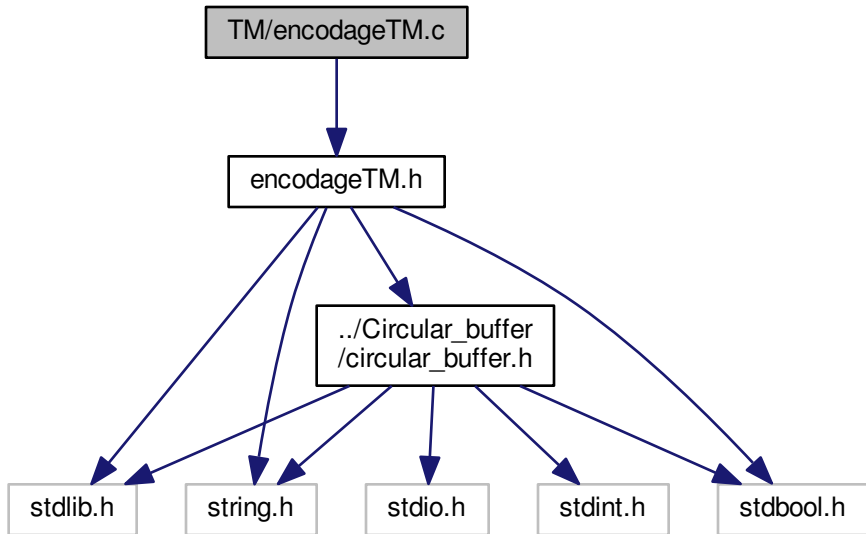 TM/encodageTM.c
encodageTM.h
../Circular_buffer
/circular_buffer.h
stdlib.h
string.h
stdio.h
stdint.h
stdbool.h